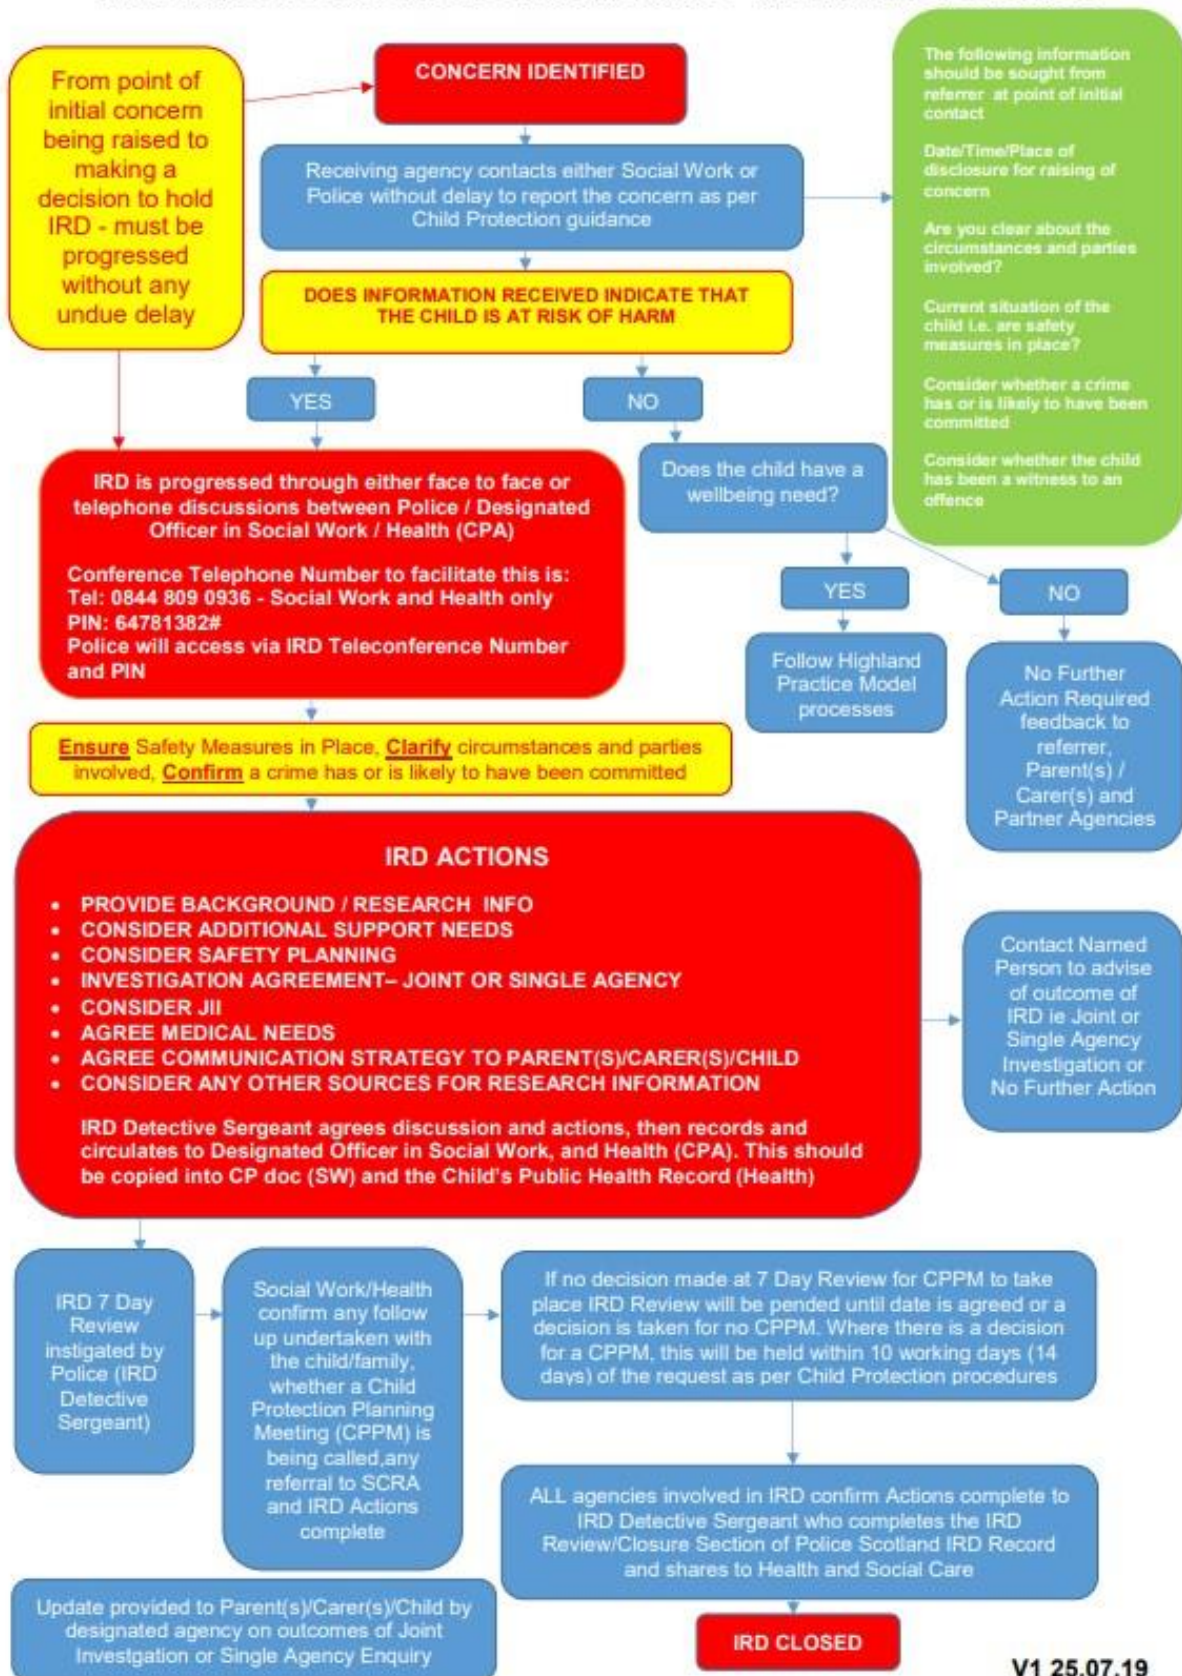 From point of
initial concern
being raised to
making a
decision to hold
IRD - must be
progressed
without any
undue delay
CONCERN IDENTIFIED
Receiving agency contacts either Social Work or
Police without delay to report the concern as per
Child Protection guidance
The following information
should be sought from
referrer at point of initial
contact
Date/Time/Place of
disclosure for raising of
concern
Are you clear about the
circumstances and parties
involved?
Current situation of the
child i.e. are safety
measures in place?
Consider whether a crime
has or is likely to have been
committed
Consider whether the child
has been a witness to an
offence
DOES INFORMATION RECEIVED INDICATE THAT
THE CHILD IS AT RISK OF HARM
YES
NO
IRD is progressed through either face to face or
telephone discussions between Police / Designated
Officer in Social Work / Health (CPA)
Conference Telephone Number to facilitate this is:
Tel: 0844 809 0936 - Social Work and Health only
PIN: 64781382#
Police will access via IRD Teleconference Number
and PIN
Does the child have a
wellbeing need?
YES
NO
Follow Highland
Practice Model
processes
No Further
Action Required
feedback to
referrer,
Parent(s) /
Carer(s) and
Partner Agencies
Ensure Safety Measures in Place, Clarify circumstances and parties
involved, Confirm a crime has or is likely to have been committed
IRD ACTIONS
• PROVIDE BACKGROUND / RESEARCH INFO
• CONSIDER ADDITIONAL SUPPORT NEEDS
• CONSIDER SAFETY PLANNING
• INVESTIGATION AGREEMENT– JOINT OR SINGLE AGENCY
• CONSIDER JII
• AGREE MEDICAL NEEDS
• AGREE COMMUNICATION STRATEGY TO PARENT(S)/CARER(S)/CHILD
• CONSIDER ANY OTHER SOURCES FOR RESEARCH INFORMATION
IRD Detective Sergeant agrees discussion and actions, then records and
circulates to Designated Officer in Social Work, and Health (CPA). This should
be copied into CP doc (SW) and the Child's Public Health Record (Health)
Contact Named
Person to advise
of outcome of
IRD ie Joint or
Single Agency
Investigation or
No Further Action
IRD 7 Day
Review
instigated by
Police (IRD
Detective
Sergeant)
Social Work/Health
confirm any follow
up undertaken with
the child/family,
whether a Child
Protection Planning
Meeting (CPPM) is
being called,any
referral to SCRA
and IRD Actions
complete
If no decision made at 7 Day Review for CPPM to take
place IRD Review will be pended until date is agreed or a
decision is taken for no CPPM. Where there is a decision
for a CPPM, this will be held within 10 working days (14
days) of the request as per Child Protection procedures
ALL agencies involved in IRD confirm Actions complete to
IRD Detective Sergeant who completes the IRD
Review/Closure Section of Police Scotland IRD Record
and shares to Health and Social Care
Update provided to Parent(s)/Carer(s)/Child by
designated agency on outcomes of Joint
Investgation or Single Agency Enquiry
IRD CLOSED
V1 25.07.19